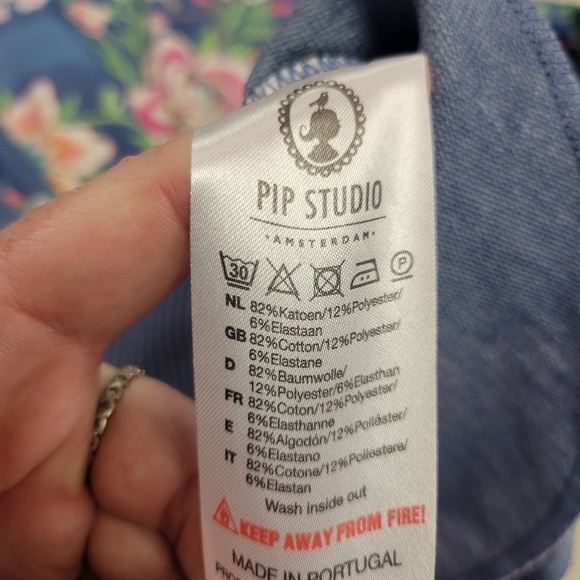 PIP STUDIO
•AMSTERDAM•
30 P
NL 82%Katoen/12%Polyester/
6%Elastaan
GB 82%Cotton/12%Polyester/
6%Elastane
D 82%Baumwolle/
12%Polyester/6%Elasthan
FR 82%Coton/12%Polyester/
6%Elasthanne
E 82%Algodón/12%Poliéster/
6%Elastano
IT 82%Cotone/12%Poliestere/
6%Elastan
Wash inside out
KEEP AWAY FROM FIRE!
MADE IN PORTUGAL